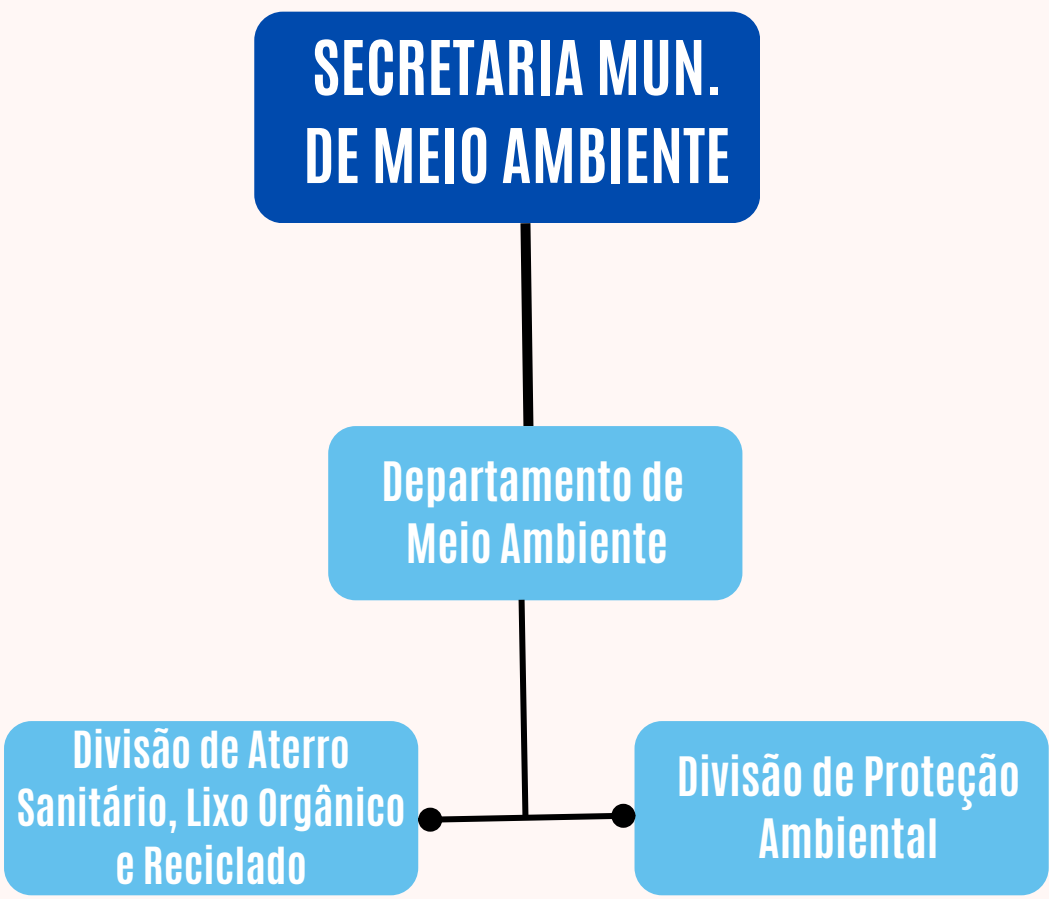 SECRETARIA MUN.
DE MEIO AMBIENTE
Departamento de
Meio Ambiente
Divisão de Aterro
Sanitário, Lixo Orgânico
e Reciclado
Divisão de Proteção
Ambiental